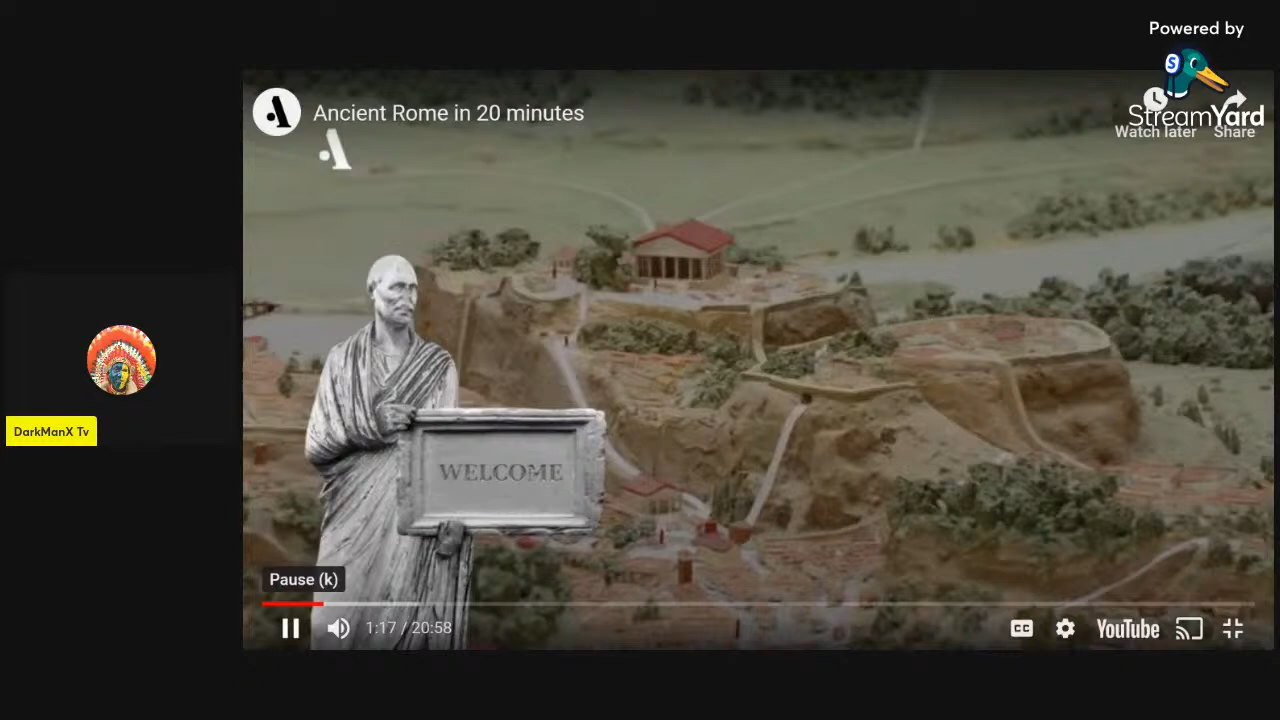 Powered by
StreamYard
Ancient Rome in 20 minutes
Watch later Share
WELCOME
DarkManX Tv
Pause (k)
1:17 / 20:58
CC
YouTube